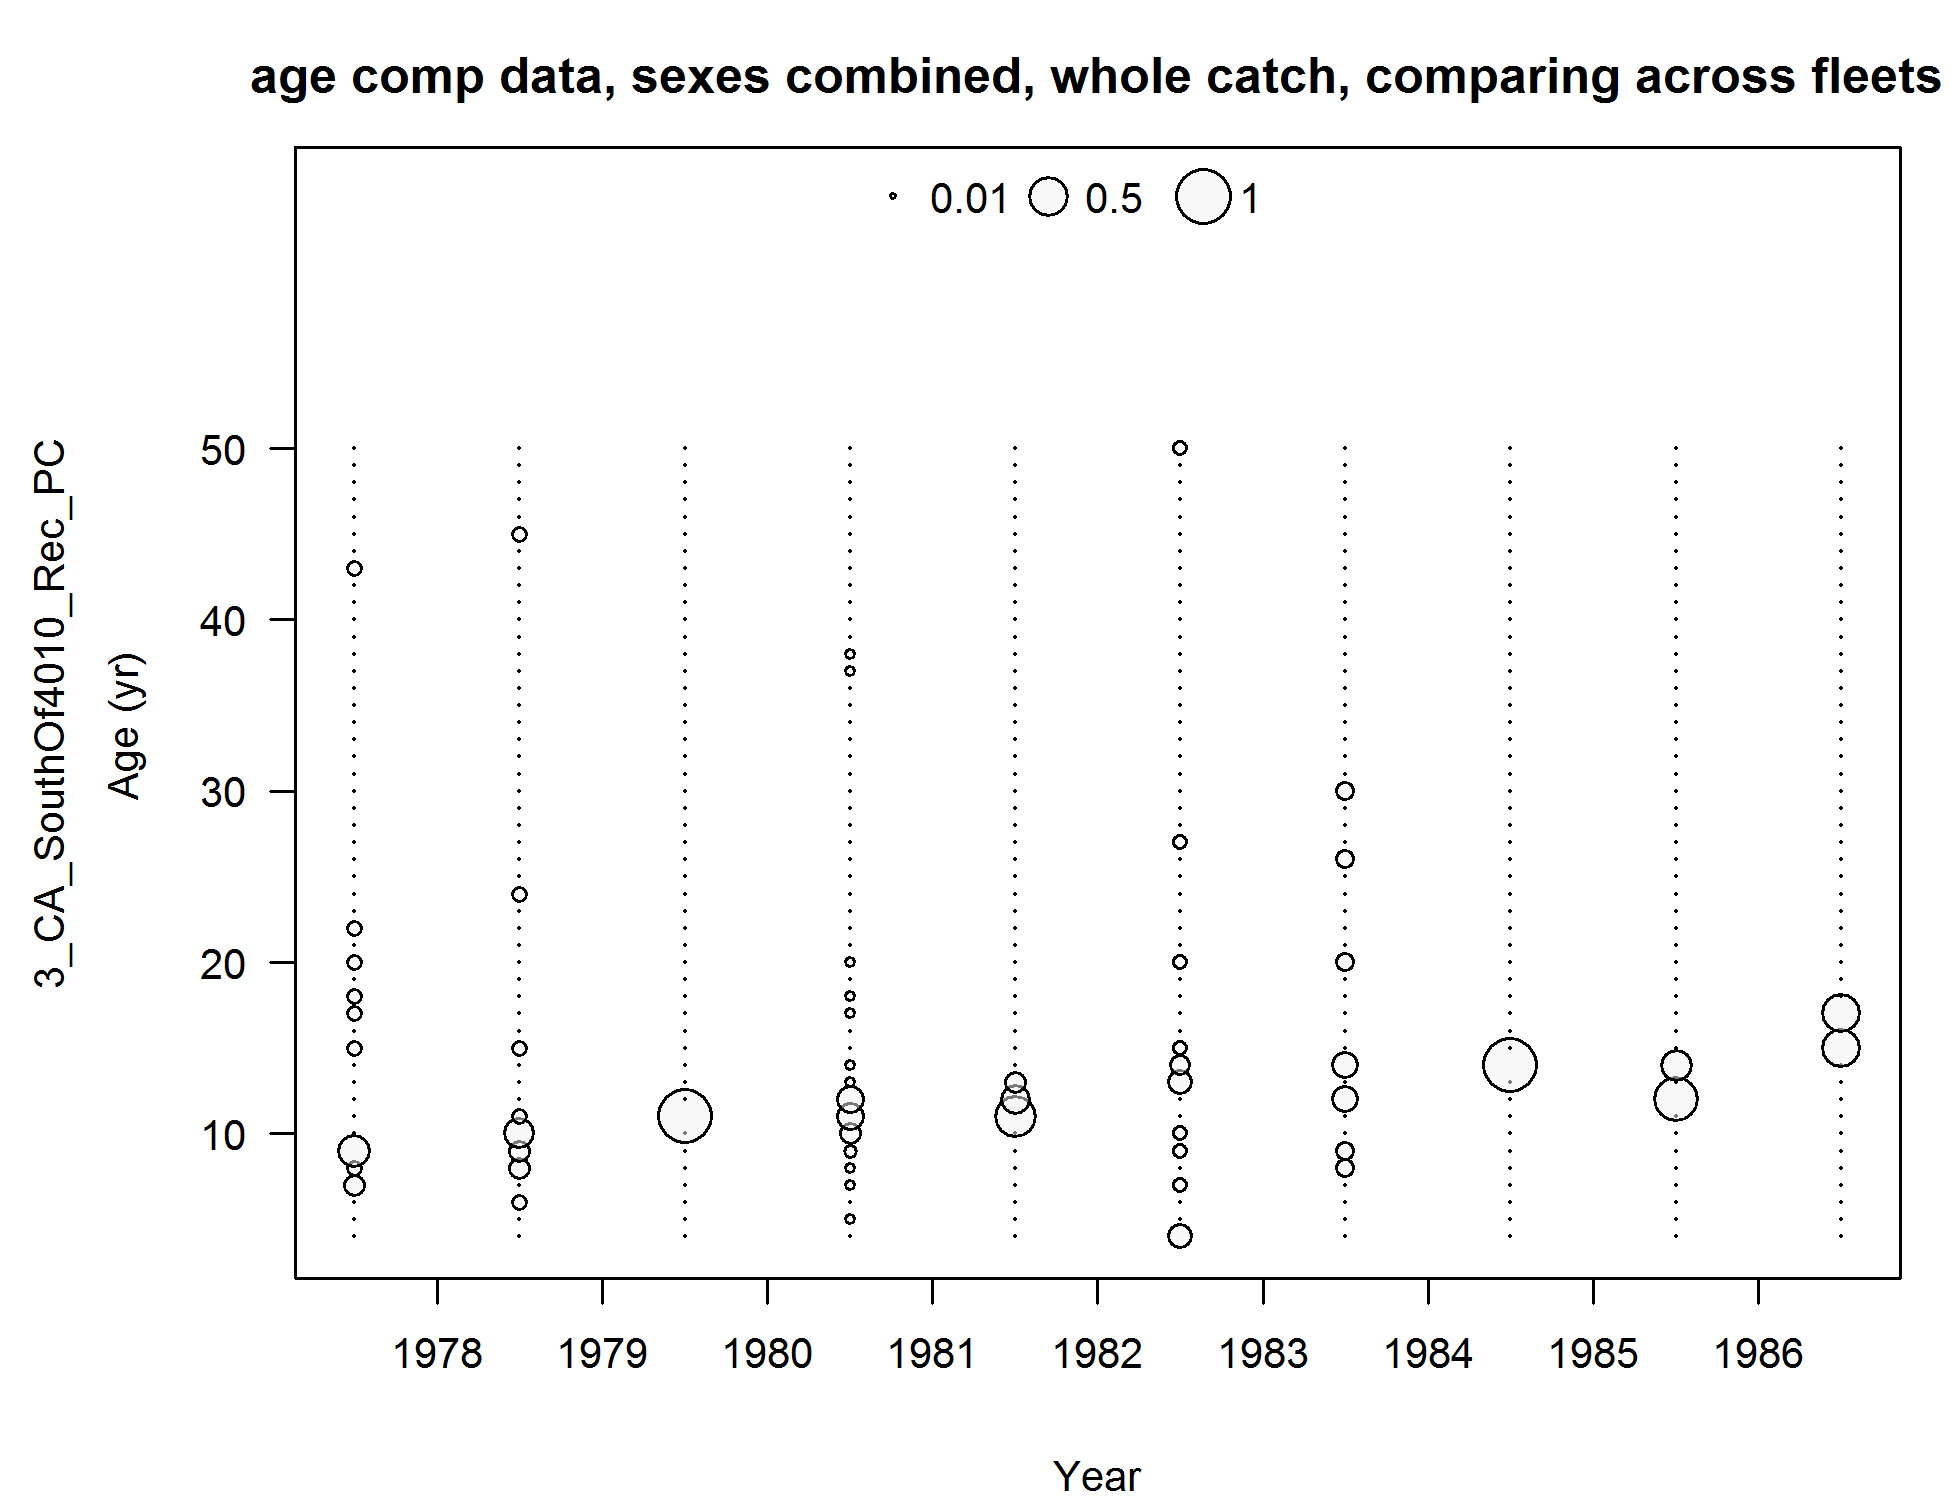 age comp data, sexes combined, whole catch, comparing across fleets
0.01 0.5 1
3_CA_SouthOf4010_Rec_PC
Age (yr)
50
40
30
20
10
1978 1979 1980 1981 1982 1983 1984 1985 1986
Year